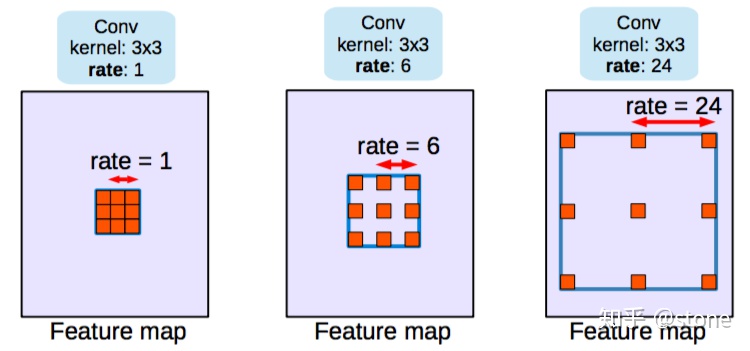 Conv
kernel: 3x3
rate: 1
Conv
kernel: 3x3
rate: 6
Conv
kernel: 3x3
rate: 24
rate = 1
rate = 6
rate = 24
Feature map
Feature map
Feature map
知乎 @stone